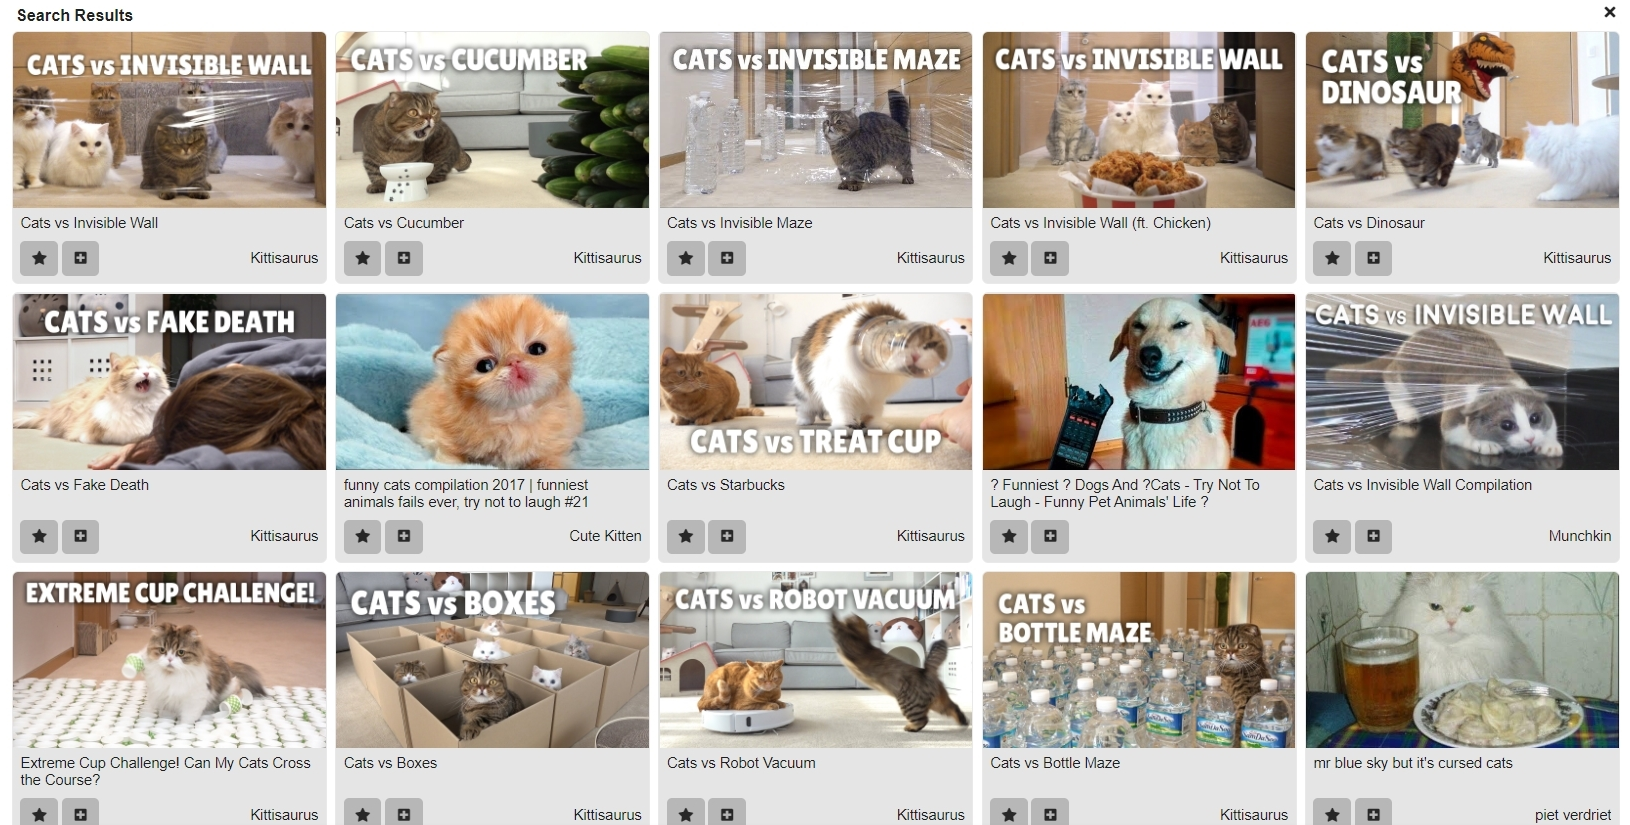 Search Results
CATS vs INVISIBLE WALL
Cats vs Invisible Wall
Kittisaurus
CATS vs CUCUMBER
Cats vs Cucumber
Kittisaurus
CATS vs INVISIBLE MAZE
Cats vs Invisible Maze
Kittisaurus
CATS vs INVISIBLE WALL
Cats vs Invisible Wall (ft. Chicken)
Kittisaurus
CATS vs
DINOSAUR
Cats vs Dinosaur
Kittisaurus
CATS vs FAKE DEATH
Cats vs Fake Death
Kittisaurus
funny cats compilation 2017 | funniest
animals fails ever, try not to laugh #21
Cute Kitten
CATS vs TREAT CUP
Cats vs Starbucks
Kittisaurus
AEG
? Funniest ? Dogs And ?Cats - Try Not To
Laugh - Funny Pet Animals' Life ?
CATS vs INVISIBLE WALL
Cats vs Invisible Wall Compilation
Munchkin
EXTREME CUP CHALLENGE!
Extreme Cup Challenge! Can My Cats Cross
the Course?
Kittisaurus
CATS vs BOXES
Cats vs Boxes
Kittisaurus
CATS vs ROBOT VACUUM
Cats vs Robot Vacuum
Kittisaurus
CATS vs
BOTTLE MAZE
Cats vs Bottle Maze
Kittisaurus
mr blue sky but it's cursed cats
piet verdriet